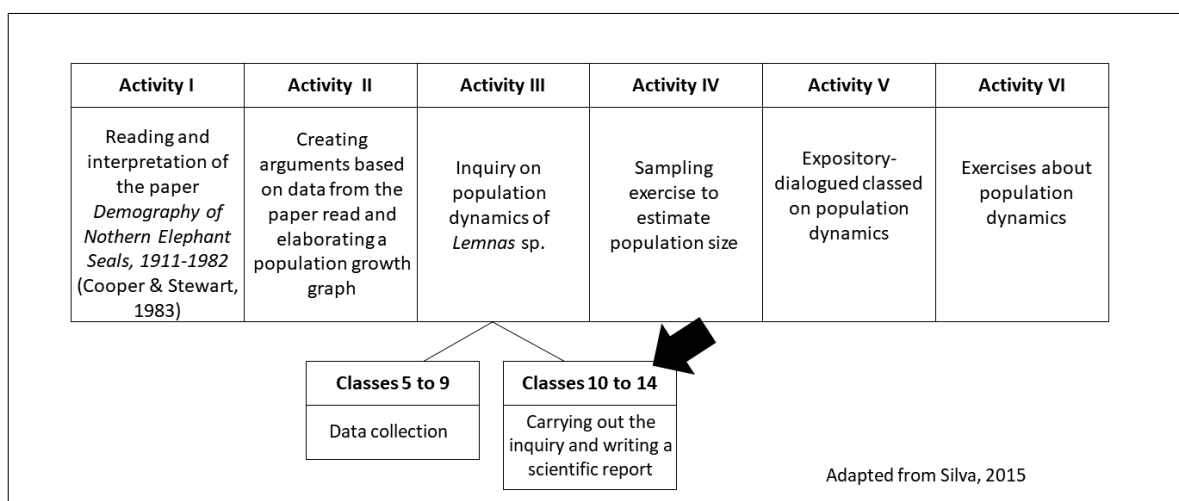 Activity I
Reading and
interpretation of
the paper
Demography of
Nothern Elephant
Seals, 1911-1982
(Cooper & Stewart,
1983)
Activity II
Creating
arguments based
on data from the
paper read and
elaborating a
population growth
graph
Activity III
Inquiry on
population
dynamics of
Lemnas sp.
Activity IV
Sampling
exercise to
estimate
population size
Activity V
Expository-
dialogued classed
on population
dynamics
Activity VI
Exercises about
population
dynamics
Classes 5 to 9
Data collection
Classes 10 to 14
Carrying out the
inquiry and writing a
scientific report
Adapted from Silva, 2015